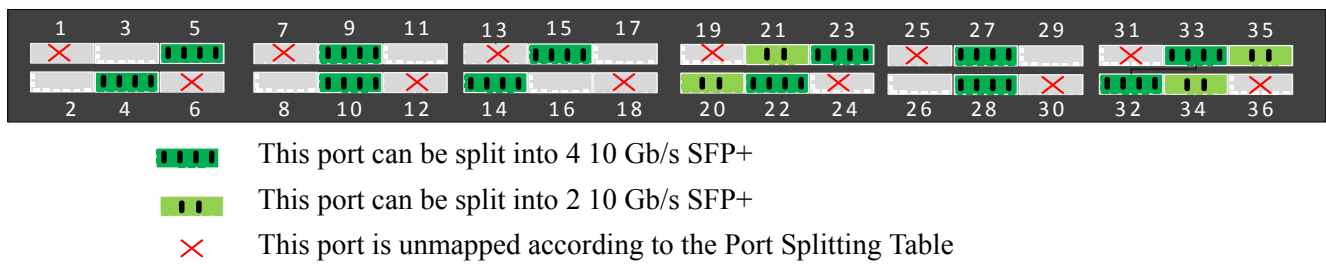 1 3 5 7 9 11 13 15 17 19 21 23 25 27 29 31 33 35
2 4 6 8 10 12 14 16 18 20 22 24 26 28 30 32 34 36
This port can be split into 4 10 Gb/s SFP+
This port can be split into 2 10 Gb/s SFP+
This port is unmapped according to the Port Splitting Table